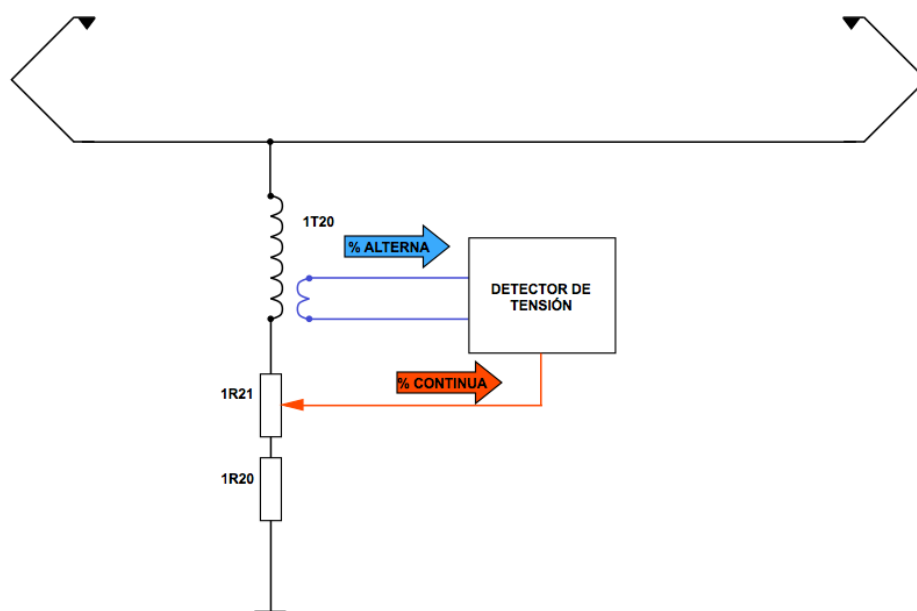 1T20
% ALTERNA
DETECTOR DE
TENSIÓN
% CONTINUA
1R21
1R20